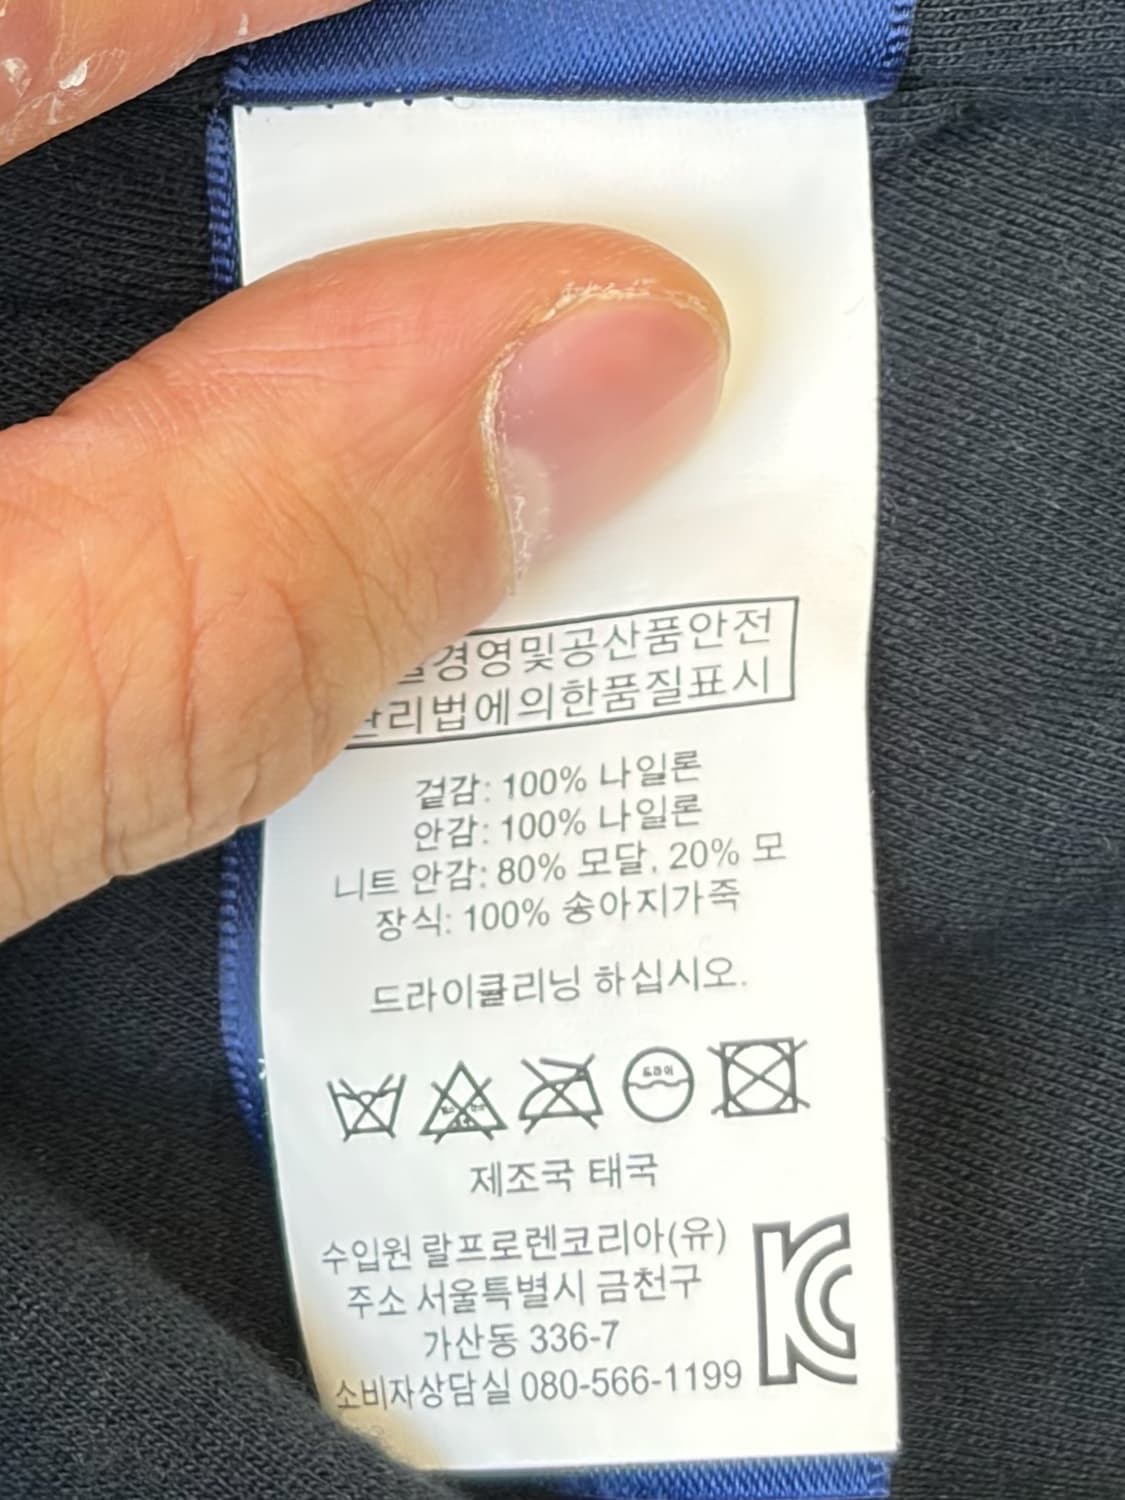 경영및공산품안전
리법에의한품질표시
겉감: 100% 나일론
안감: 100% 나일론
니트 안감: 80% 모달, 20% 모
장식: 100% 송아지가죽
드라이클리닝 하십시오.
드라이
제조국 태국
수입원 랄프로렌코리아(유)
주소 서울특별시 금천구
가산동 336-7
소비자상담실 080-566-1199